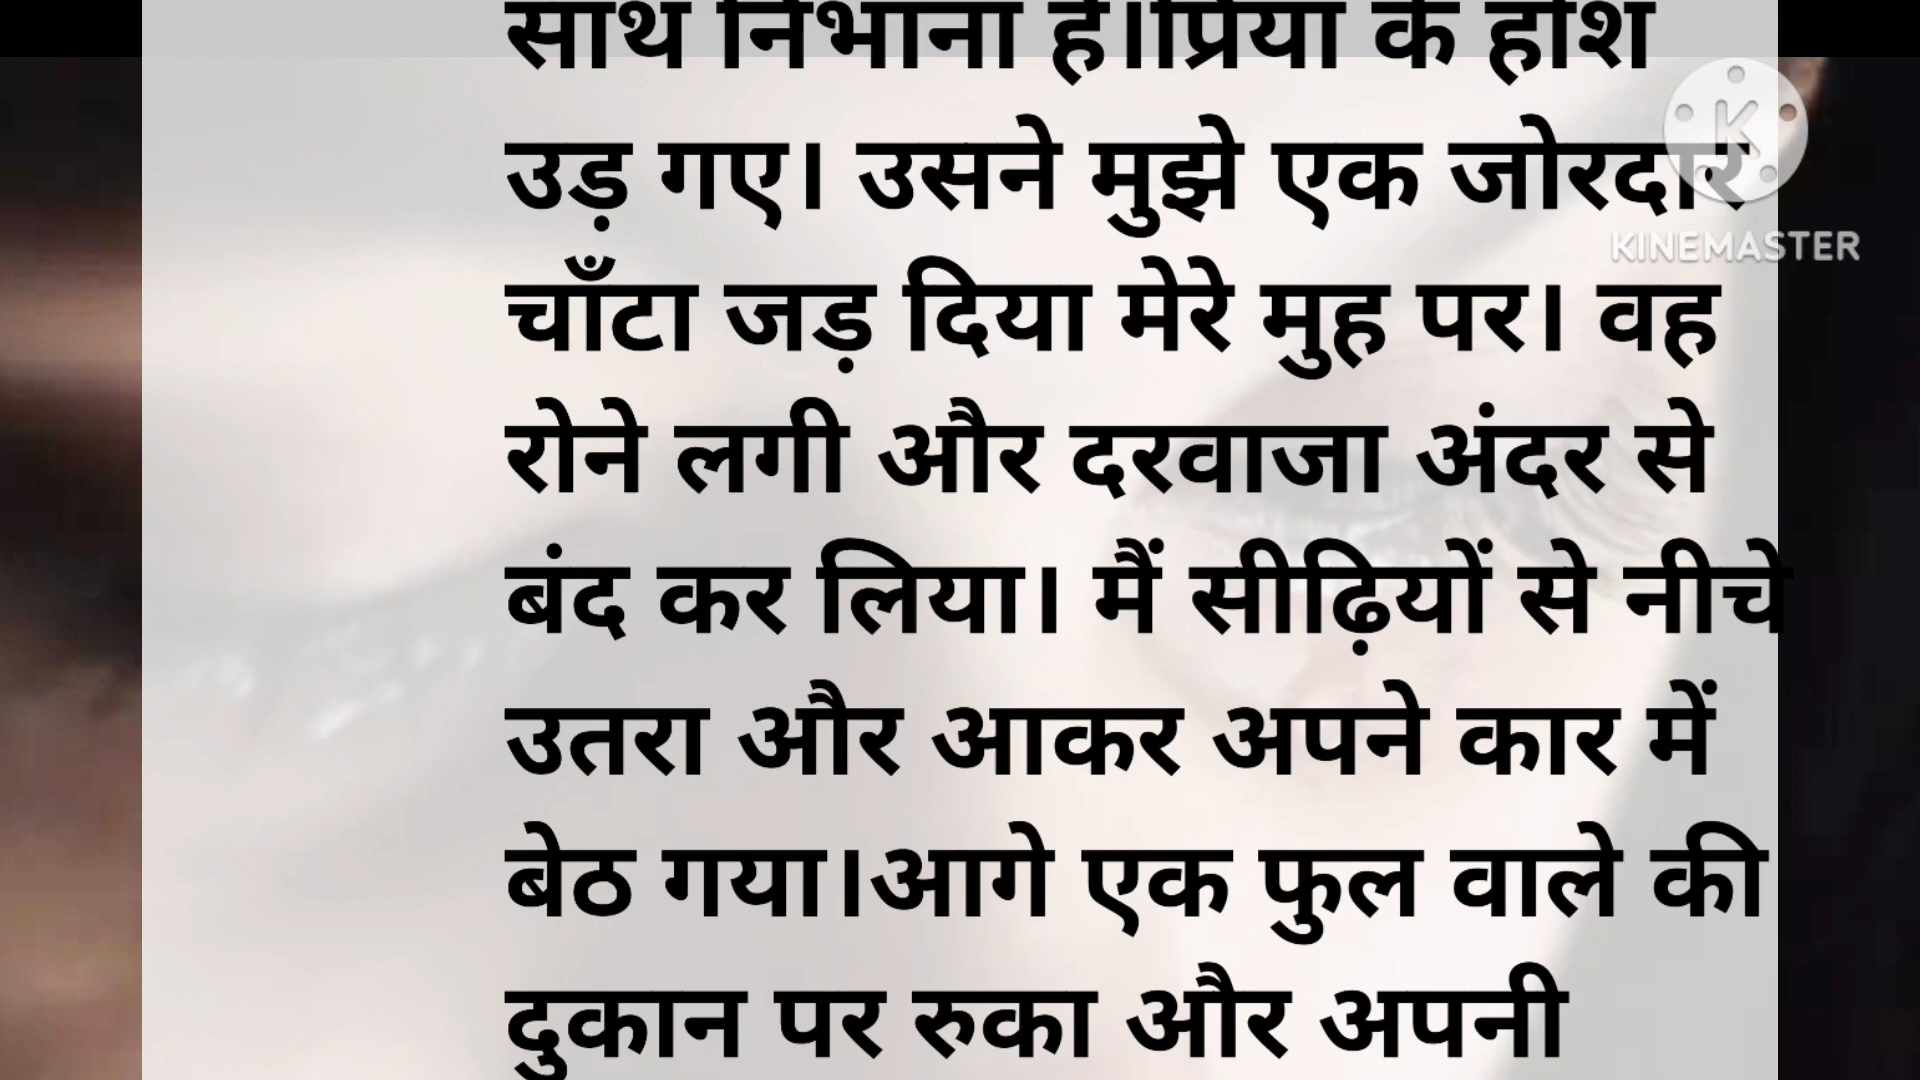 साथ निभाना है।प्रिया के होश
उड़ गए। उसने मुझे एक जोरदार
चाँटा जड़ दिया मेरे मुह पर। वह
रोने लगी और दरवाजा अंदर से
बंद कर लिया। मैं सीढ़ियों से नीचे
उतरा और आकर अपने कार में
बेठ गया।आगे एक फुल वाले की
दुकान पर रुका और अपनी
K
KINEMASTER